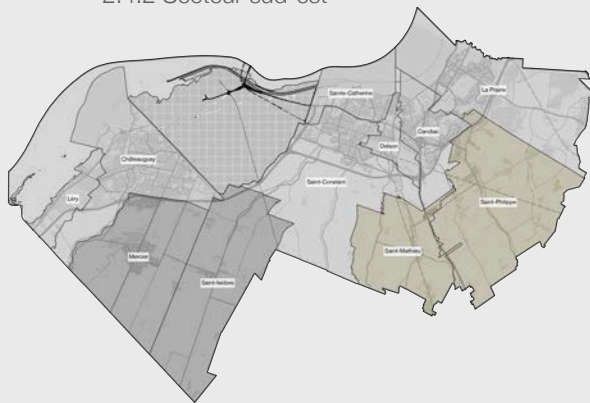 2.4.2 Secteur sud-est
La Prairie
Sainte-Catherine
Candiac
Delson
Châteauguay
Saint-Constant
Léry
Saint-Philippe
Saint-Mathieu
Mercier
Saint-Isidore